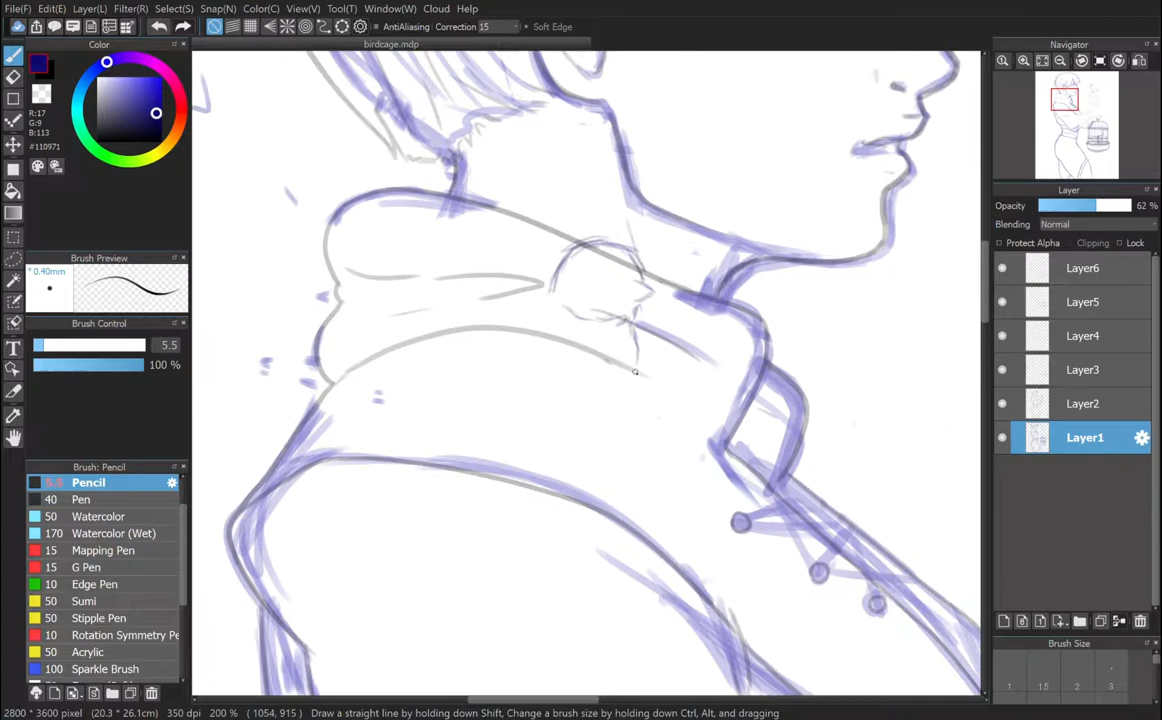 File(F) Edit(E) Layer(L) Filter(R) Select(S) Snap(N) Color(C) View(V) Tool(T) Window(W) Cloud Help
AntiAliasing Correction 15 Soft Edge
Color
birdcage.mdp
Navigator
R:17
G:9
B:113
#110971
Brush Preview
* 0.40mm
Brush Control
5.5
100 %
Brush: Pencil
5.5 Pencil
40 Pen
50 Watercolor
170 Watercolor (Wet)
15 Mapping Pen
15 G Pen
10 Edge Pen
50 Sumi
50 Stipple Pen
10 Rotation Symmetry Pe
50 Acrylic
100 Sparkle Brush
Layer
Opacity 62 %
Blending Normal
Protect Alpha Clipping Lock
Layer6
Layer5
Layer4
Layer3
Layer2
Layer1
Brush Size
1 1.5 2 3
2800 * 3600 pixel (20.3 * 26.1cm) 350 dpi 200 % ( 1054, 915 ) Draw a straight line by holding down Shift, Change a brush size by holding down Ctrl, Alt, and dragging